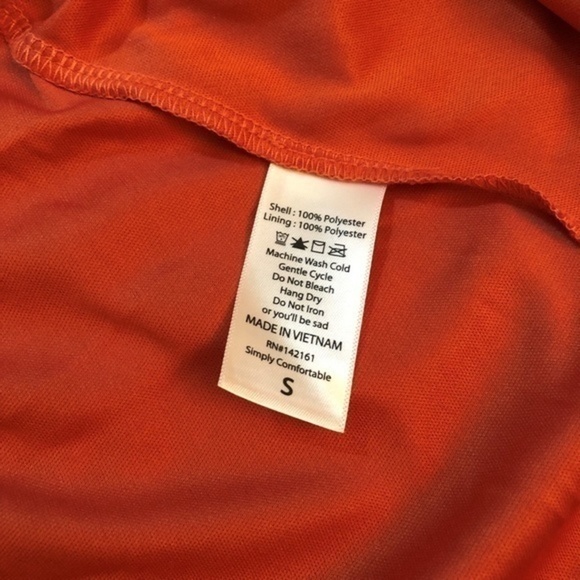 Shell : 100% Polyester
Lining : 100% Polyester
Machine Wash Cold
Gentle Cycle
Do Not Bleach
Hang Dry
Do Not Iron
or you'll be sad
MADE IN VIETNAM
RN#142161
Simply Comfortable
S